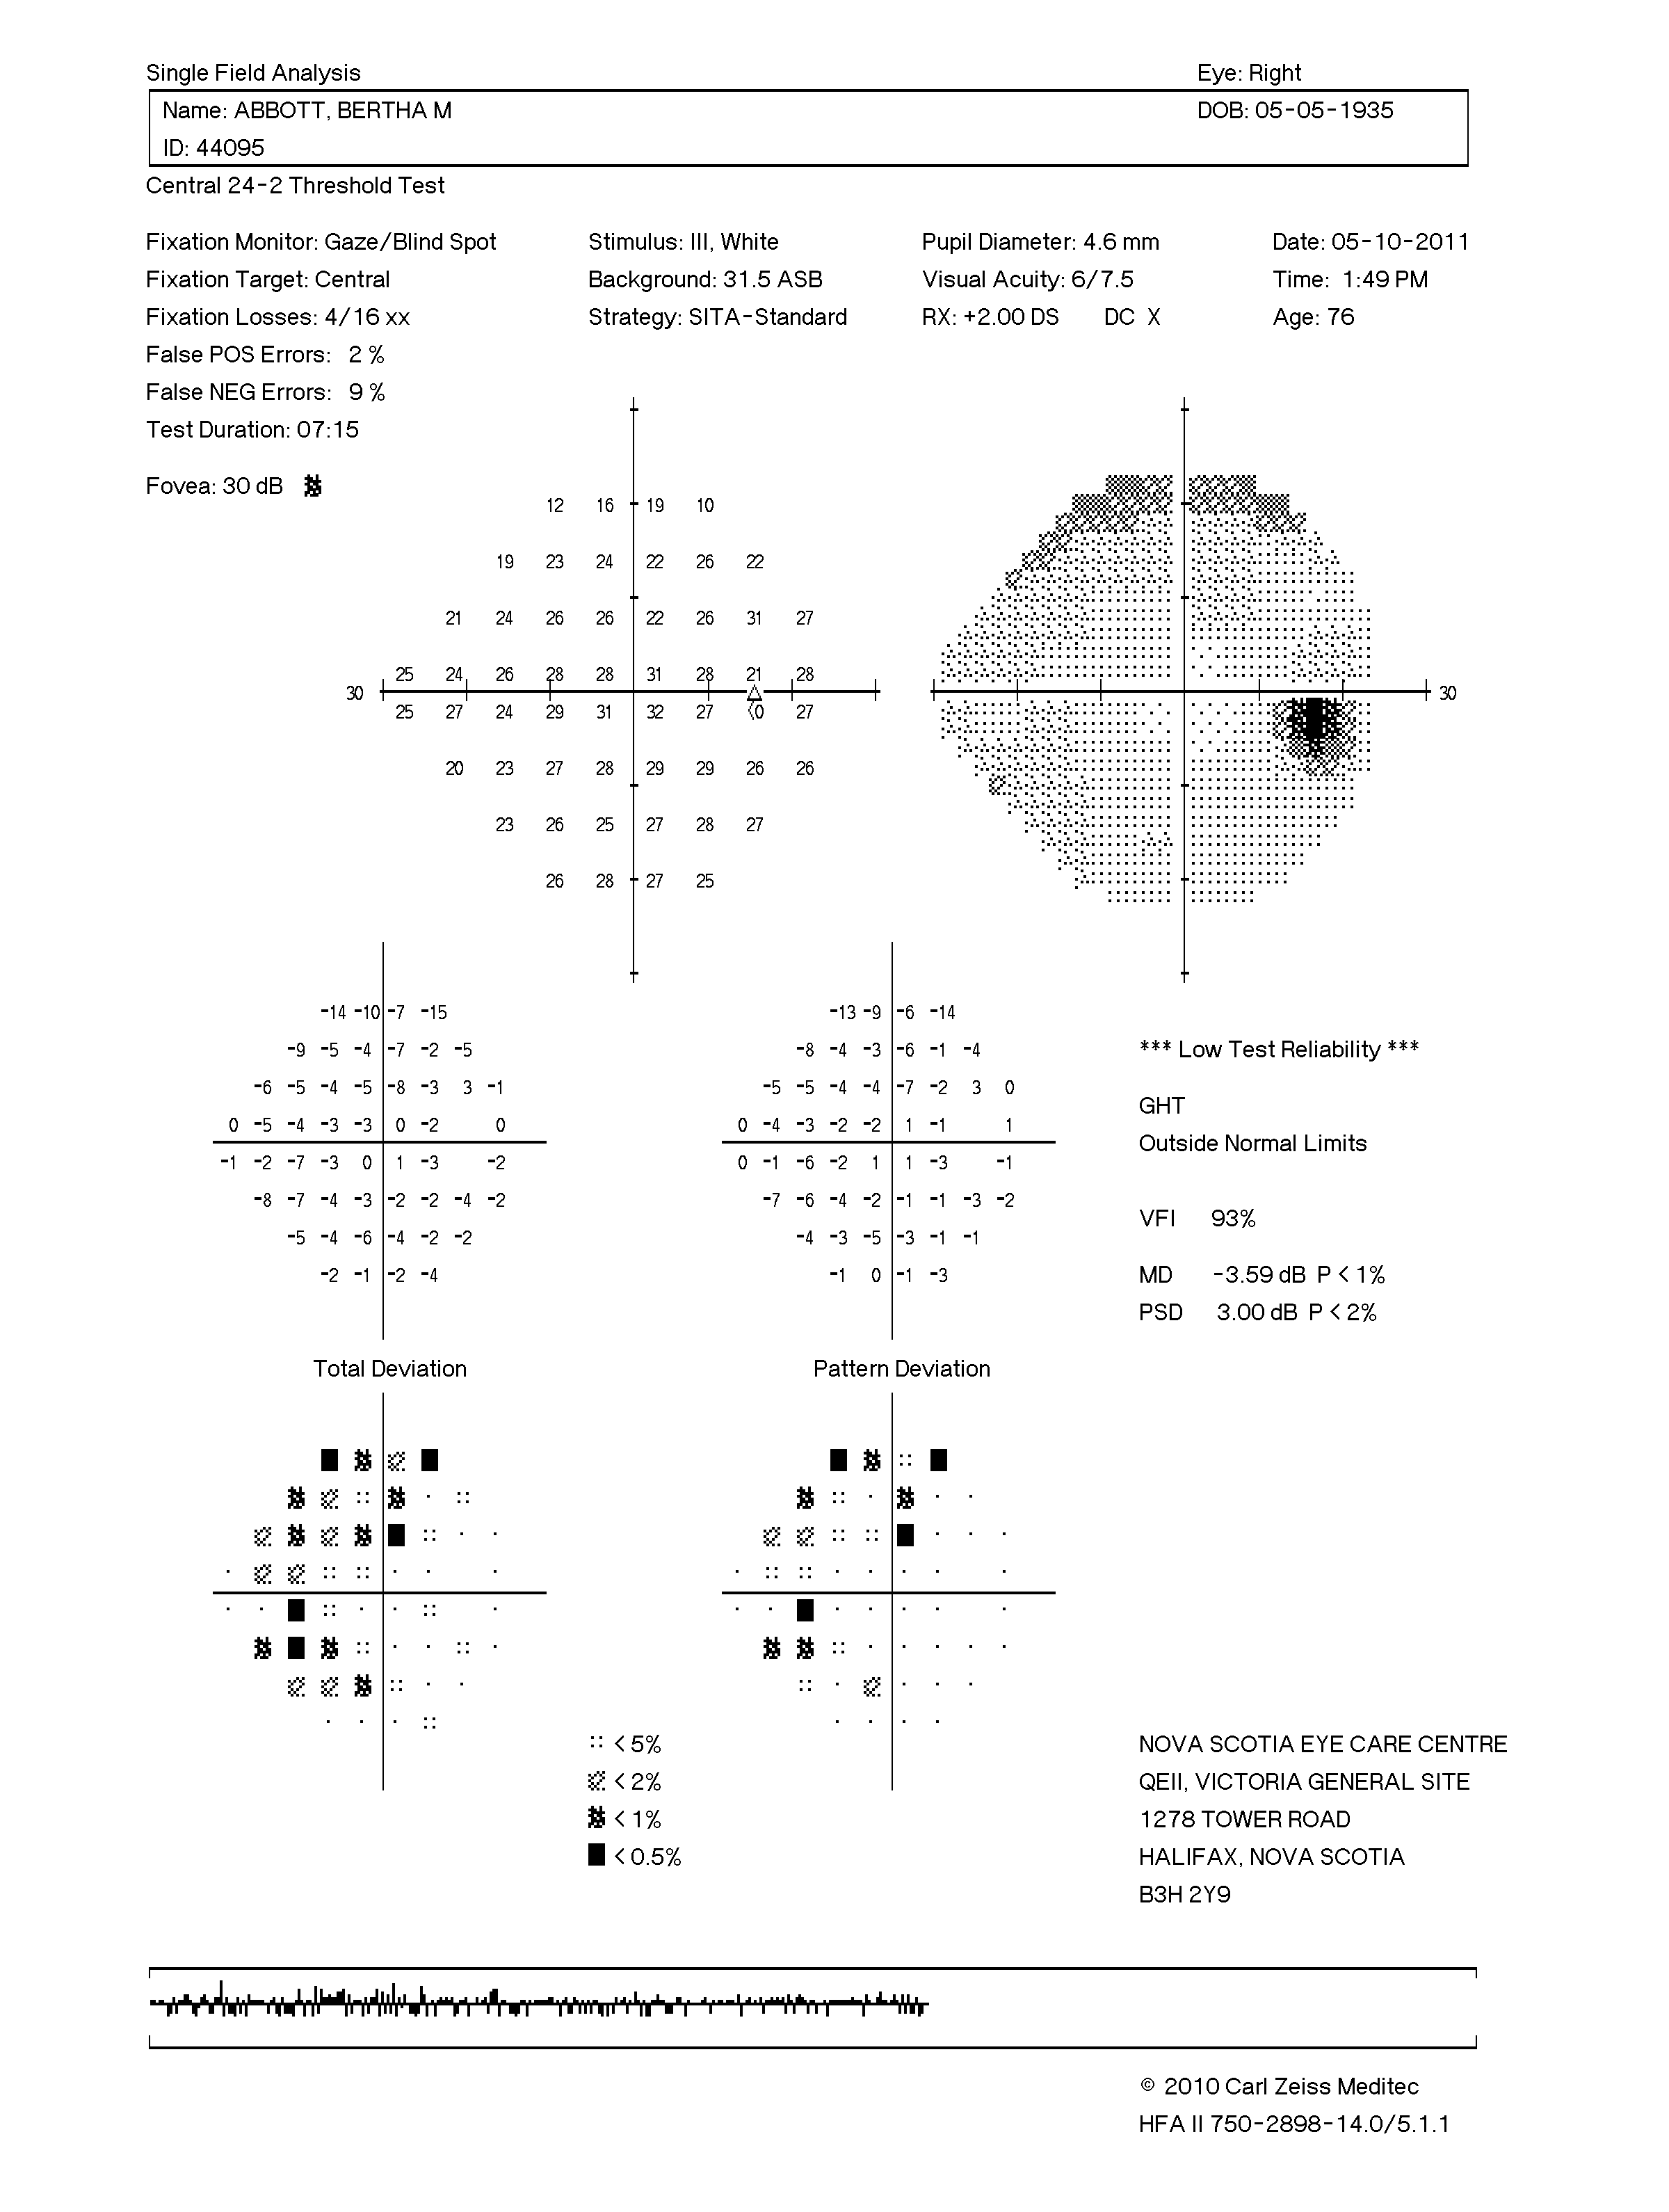 Single Field Analysis Eye: Right
Name: ABBOTT, BERTHA M DOB: 05-05-1935
ID: 44095
Central 24-2 Threshold Test
Fixation Monitor: Gaze/Blind Spot Stimulus: III, White Pupil Diameter: 4.6 mm Date: 05-10-2011
Fixation Target: Central Background: 31.5 ASB Visual Acuity: 6/7.5 Time: 1:49 PM
Fixation Losses: 4/16 xx Strategy: SITA-Standard RX: +2.00 DS DC X Age: 76
False POS Errors: 2 %
False NEG Errors: 9 %
Test Duration: 07:15
Fovea: 30 dB
12 16 19 10
19 23 24 22 26 22
21 24 26 26 22 26 31 27
25 24 26 28 28 31 28 21 28
30 30
25 27 24 29 31 32 27 <0 27
20 23 27 28 29 29 26 26
23 26 25 27 28 27
26 28 27 25
-14 -10 -7 -15 -13 -9 -6 -14
-9 -5 -4 -7 -2 -5 -8 -4 -3 -6 -1 -4 *** Low Test Reliability ***
-6 -5 -4 -5 -8 -3 3 -1 -5 -5 -4 -4 -7 -2 3 0
GHT
0 -5 -4 -3 -3 0 -2 0 0 -4 -3 -2 -2 1 -1 1
Outside Normal Limits
-1 -2 -7 -3 0 1 -3 -2 0 -1 -6 -2 1 1 -3 -1
-8 -7 -4 -3 -2 -2 -4 -2 -7 -6 -4 -2 -1 -1 -3 -2
VFI 93%
-5 -4 -6 -4 -2 -2 -4 -3 -5 -3 -1 -1
-2 -1 -2 -4 -1 0 -1 -3 MD -3.59 dB P < 1%
PSD 3.00 dB P < 2%
Total Deviation Pattern Deviation
< 5% NOVA SCOTIA EYE CARE CENTRE
< 2% QEII, VICTORIA GENERAL SITE
< 1% 1278 TOWER ROAD
< 0.5% HALIFAX, NOVA SCOTIA
B3H 2Y9
© 2010 Carl Zeiss Meditec
HFA II 750-2898-14.0/5.1.1